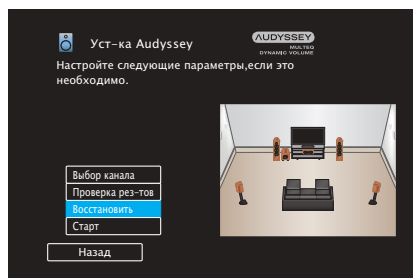 Уст-ка Audyssey
AUDYSSEY
MULTEQ
DYNAMIC VOLUME
Настройте следующие параметры,если это
необходимо.
Выбор канала
Проверка рез-тов
Восстановить
Старт
Назад